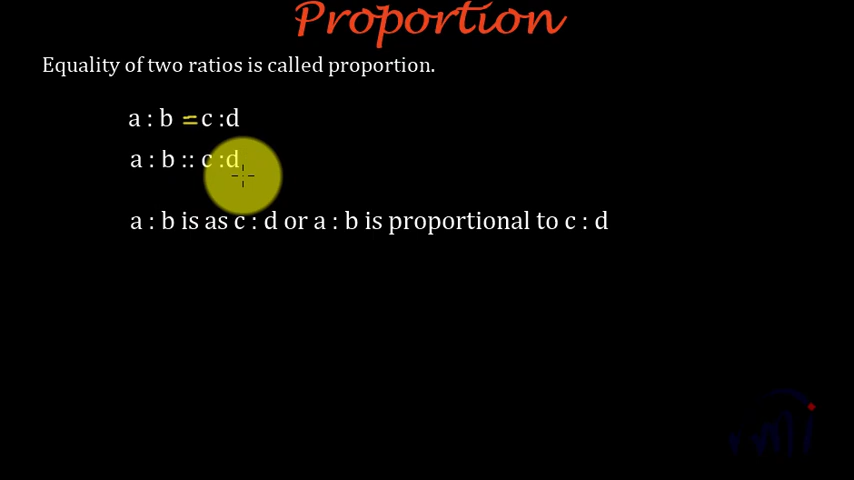 Proportion
Equality of two ratios is called proportion.
a : b = c :d
a : b :: c :d
a : b is as c : d or a : b is proportional to c : d